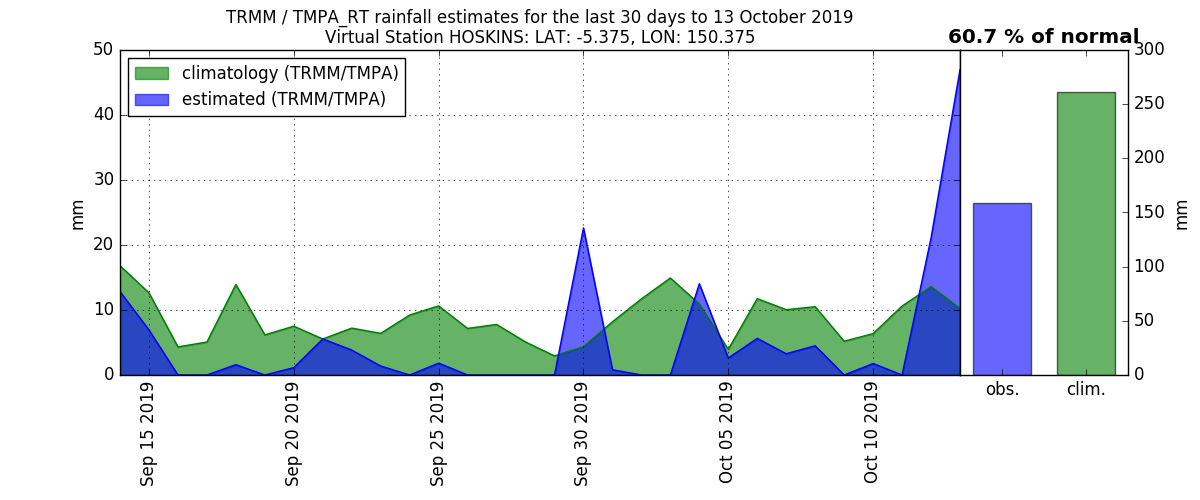 TRMM / TMPA_RT rainfall estimates for the last 30 days to 13 October 2019
Virtual Station HOSKINS: LAT: -5.375, LON: 150.375
60.7 % of normal
climatology (TRMM/TMPA)
estimated (TRMM/TMPA)
50
40
30
20
10
0
mm
Sep 15 2019
Sep 20 2019
Sep 25 2019
Sep 30 2019
Oct 05 2019
Oct 10 2019
300
250
200
150
100
50
0
mm
obs.
clim.